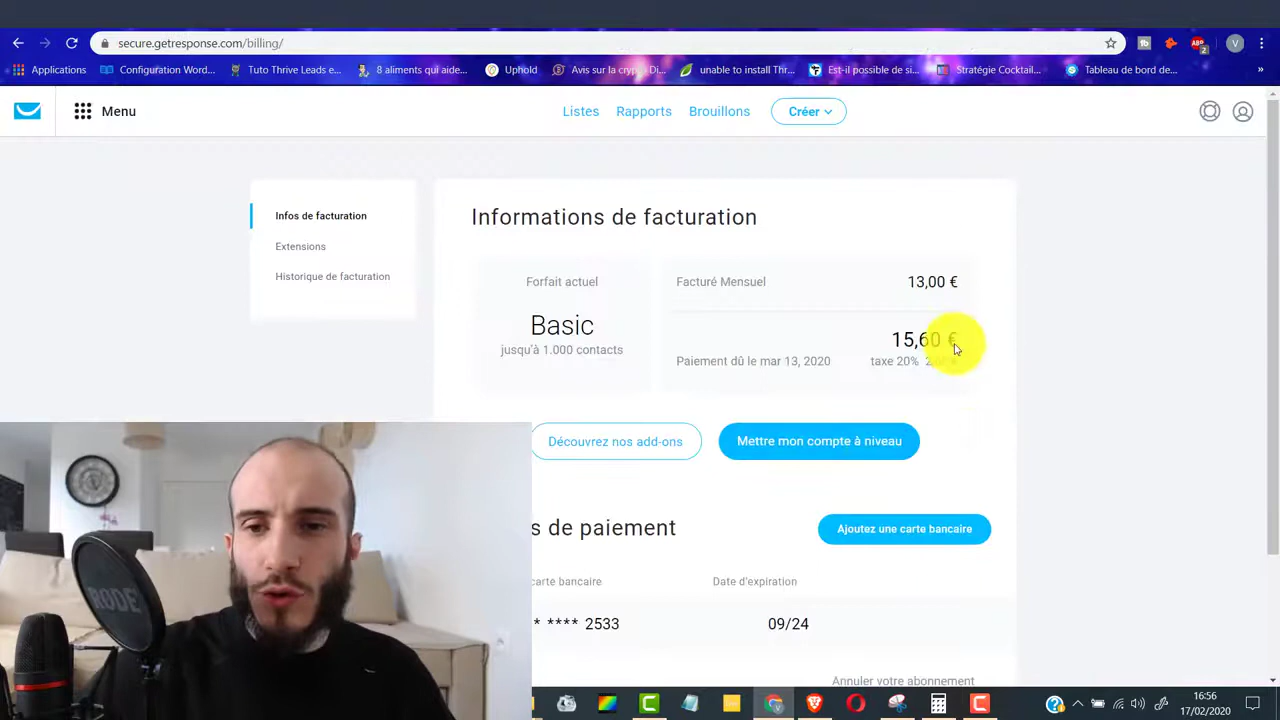 secure.getresponse.com/billing/
Applications Configuration Word... Tuto Thrive Leads e... 8 aliments qui aide... Uphold Avis sur la crypto Di... unable to install Thr... Est-il possible de si... Stratégie Cocktail... Tableau de bord de... »
Menu Listes Rapports Brouillons Créer
Infos de facturation
Extensions
Historique de facturation
Informations de facturation
Forfait actuel
Basic
jusqu'à 1.000 contacts
Facturé Mensuel 13,00 €
15,60 €
Paiement dû le mar 13, 2020 taxe 20%
Découvrez nos add-ons Mettre mon compte à niveau
s de paiement Ajoutez une carte bancaire
carte bancaire Date d'expiration
* **** 2533 09/24
Annuler votre abonnement
RODE
16:56
17/02/2020